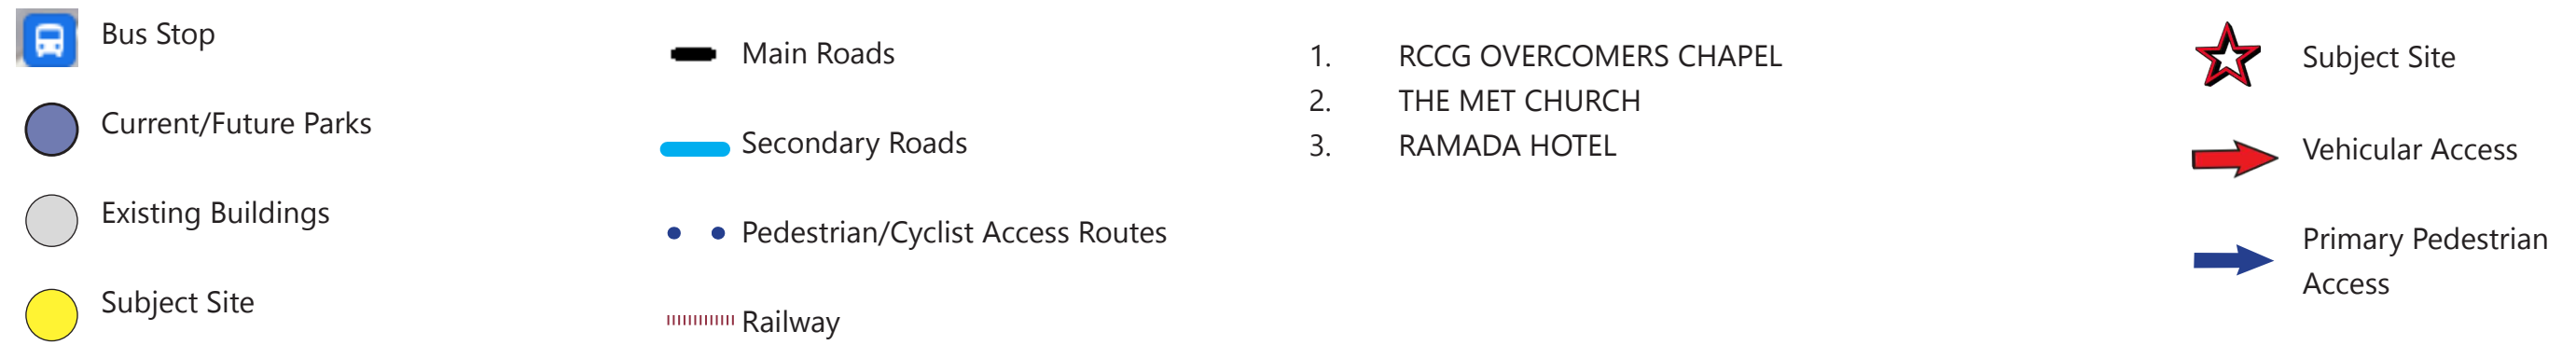 Bus Stop
Current/Future Parks
Existing Buildings
Subject Site
Main Roads
Secondary Roads
Pedestrian/Cyclist Access Routes
Railway
1. RCCG OVERCOMERS CHAPEL
2. THE MET CHURCH
3. RAMADA HOTEL
Subject Site
Vehicular Access
Primary Pedestrian
Access